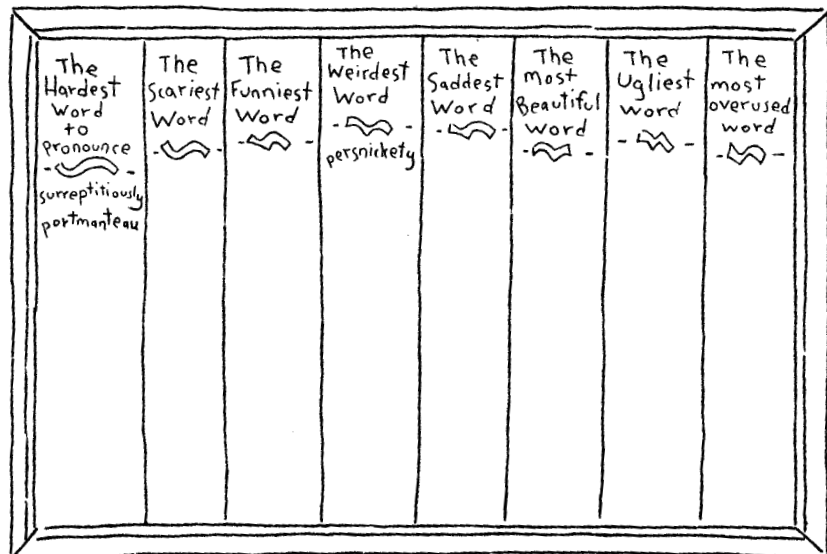 The
Hardest
Word
to
pronounce
surreptitiously
portmanteau
The
Scariest
Word
The
Funniest
Word
The
Weirdest
Word
persnickety
The
Saddest
Word
The
most
Beautiful
word
The
Ugliest
word
The
most
overused
word